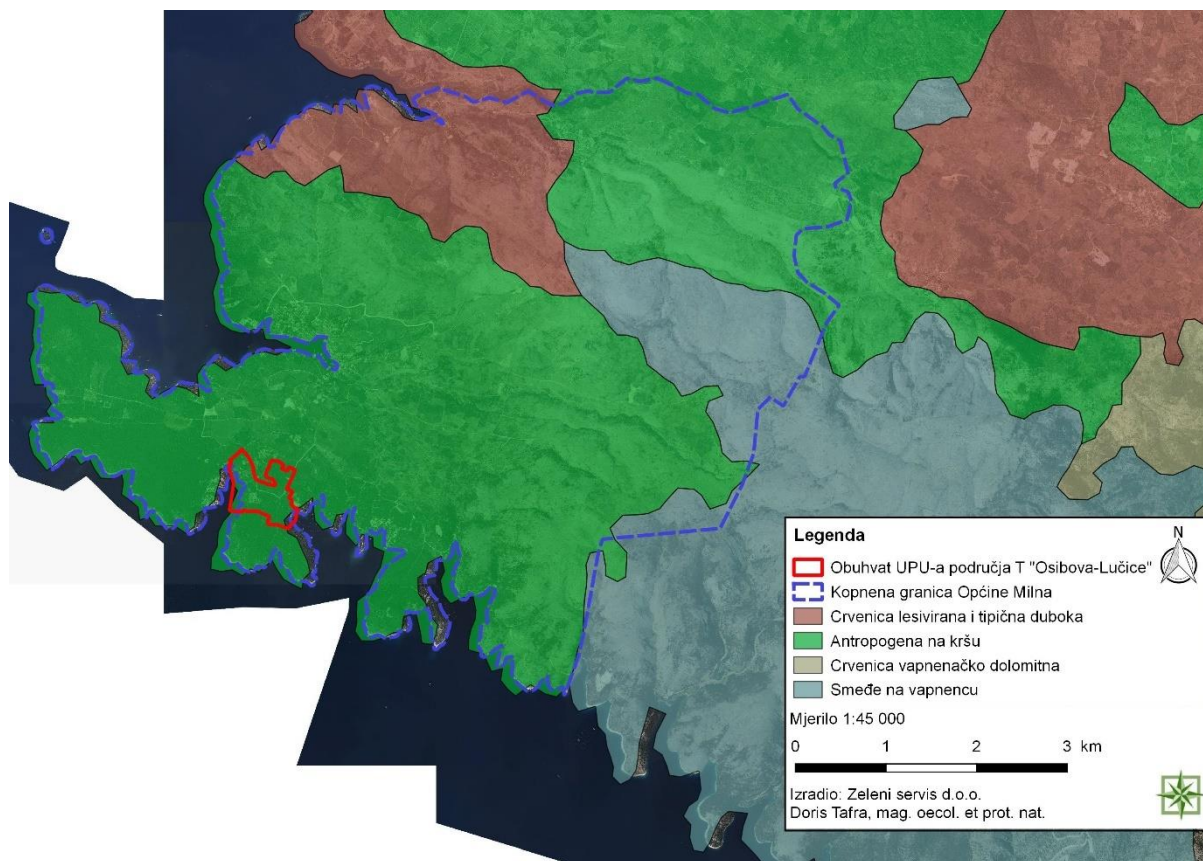 Legenda
N
Obuhvat UPU-a područja T "Osibova-Lučice"
Kopnena granica Općine Milna
Crvenica lesivirana i tipična duboka
Antropogena na kršu
Crvenica vapnenačko dolomitna
Smeđe na vapnencu
Mjerilo 1:45 000
0 1 2 3 km
Izradio: Zeleni servis d.o.o.
Doris Tafra, mag. oecol. et prot. nat.